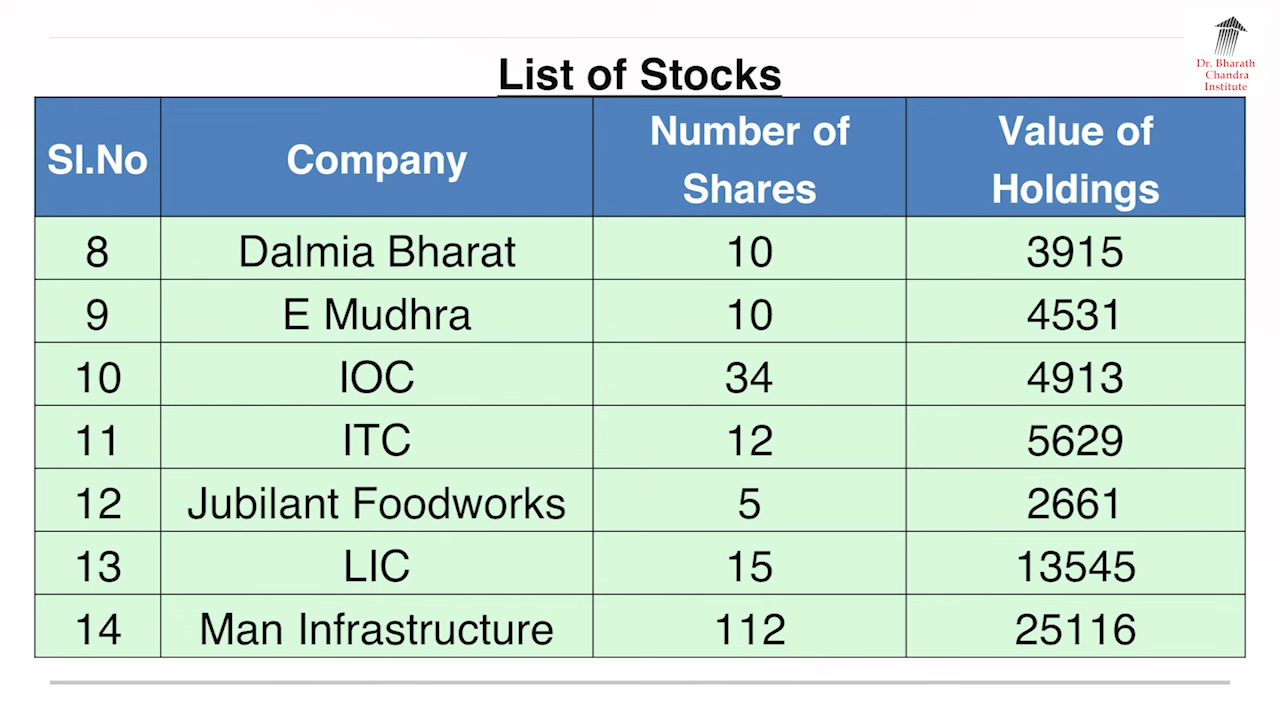 Dr. Bharath
Chandra
Institute
List of Stocks
Sl.No Company Number of Shares Value of Holdings
8 Dalmia Bharat 10 3915
9 E Mudhra 10 4531
10 IOC 34 4913
11 ITC 12 5629
12 Jubilant Foodworks 5 2661
13 LIC 15 13545
14 Man Infrastructure 112 25116